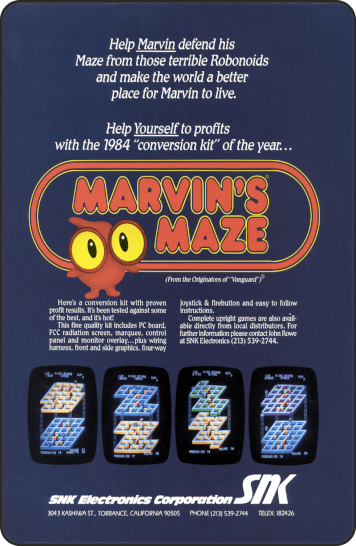 Help Marvin defend his
Maze from those terrible Robonoids
and make the world a better
place for Marvin to live.
Help Yourself to profits
with the 1984 "conversion kit" of the year...
MARVIN'S
MAZE
(From the Originators of "Vanguard")®
Here's a conversion kit with proven
profit results. It's been tested against some
of the best, and it's hot!
This fine quality kit includes PC board,
FCC radiation screen, marquee, control
panel and monitor overlay...plus wiring
harness, front and side graphics, four-way
joystick & firebutton and easy to follow
instructions.
Complete upright games are also avail-
able directly from local distributors. For
further information please contact John Rowe
at SNK Electronics (213) 539-2744.
SNK Electronics Corporation SNK
3043 KASHIWA ST., TORRANCE, CALIFORNIA 90505 PHONE (213) 539-2744 TELEX: 182426